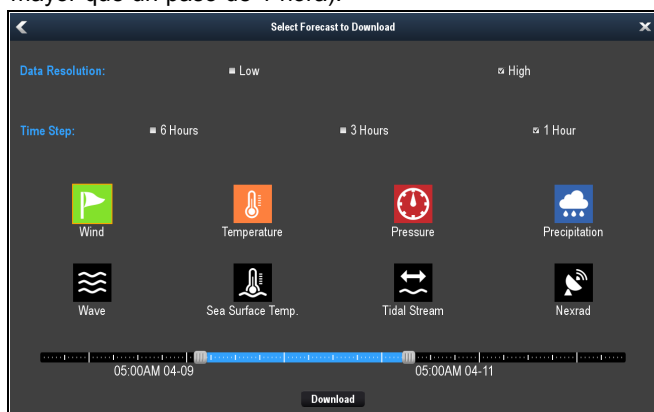 mayor que un paso de 1 hora).
Select Forecast to Download
Data Resolution: Low High
Time Step: 6 Hours 3 Hours 1 Hour
Wind Temperature Pressure Precipitation
Wave Sea Surface Temp. Tidal Stream Nexrad
05:00AM 04-09 05:00AM 04-11
Download